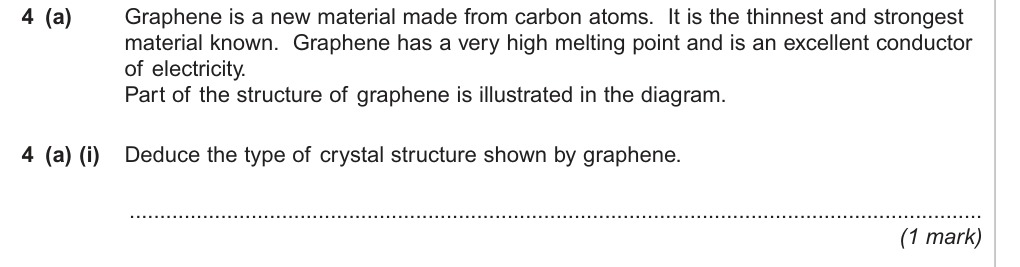 4 (a) Graphene is a new material made from carbon atoms. It is the thinnest and strongest
material known. Graphene has a very high melting point and is an excellent conductor
of electricity.
Part of the structure of graphene is illustrated in the diagram.
4 (a) (i) Deduce the type of crystal structure shown by graphene.
(1 mark)